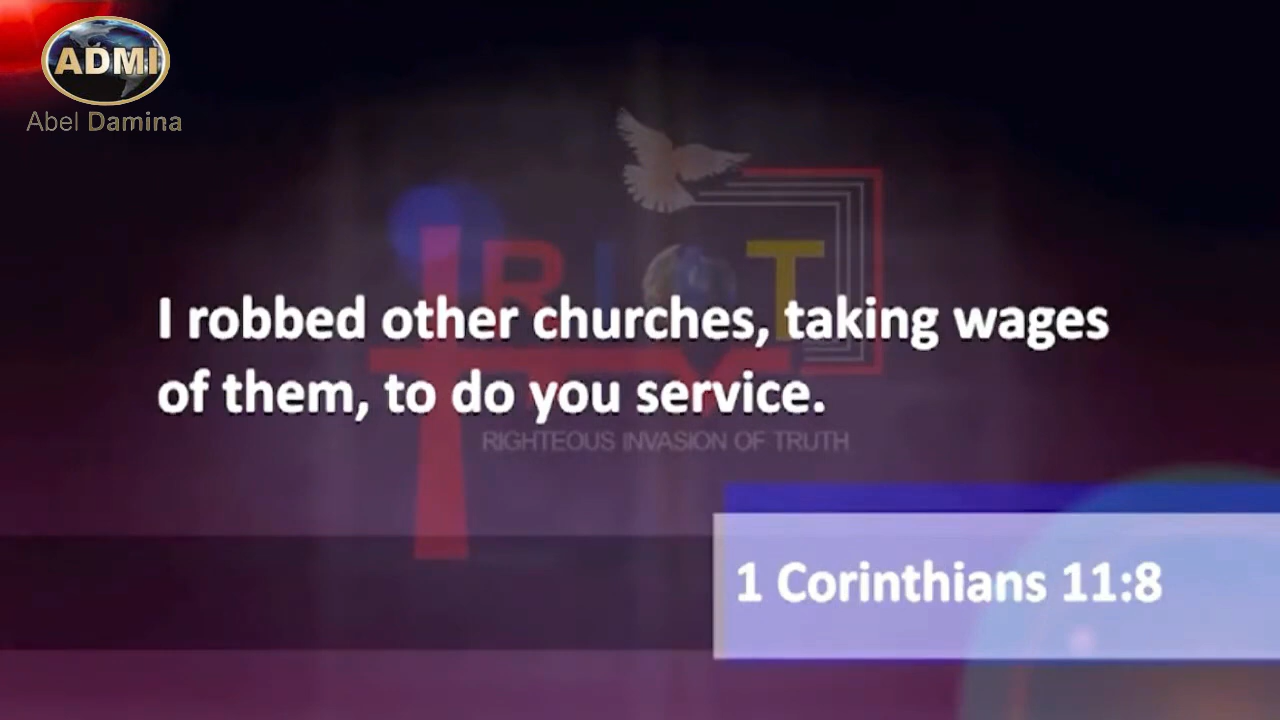 ADMI
Abel Damina
RIOT
I robbed other churches, taking wages
of them, to do you service.
RIGHTEOUS INVASION OF TRUTH
1 Corinthians 11:8